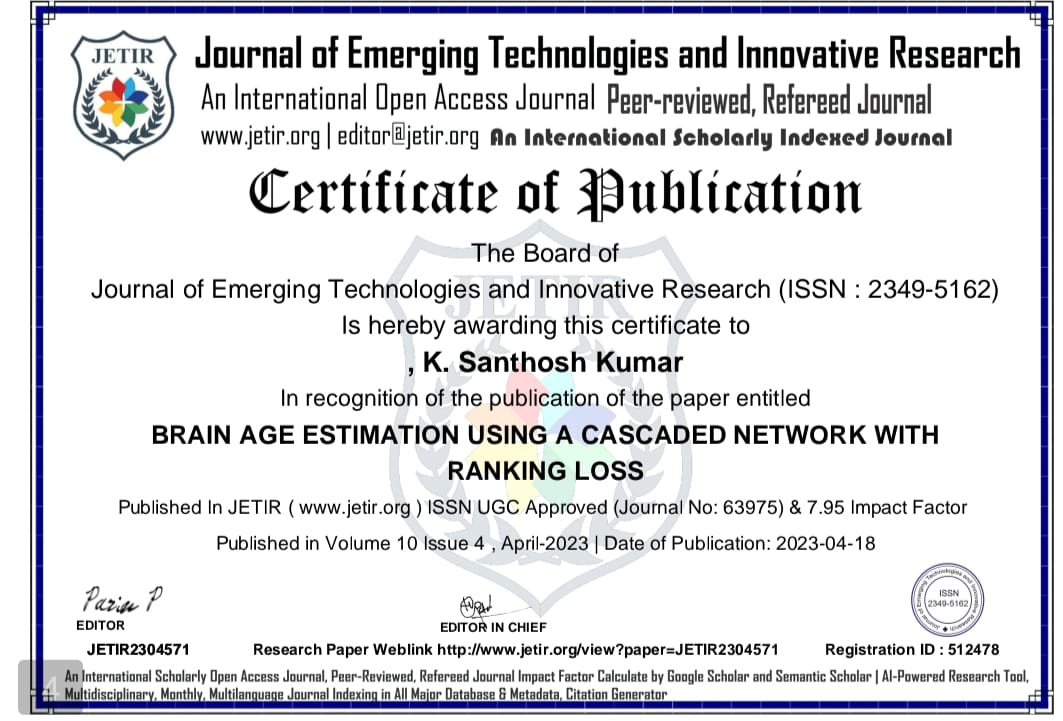 JETIR
Journal of Emerging Technologies and Innovative Research
An International Open Access Journal Peer-reviewed, Refereed Journal
www.jetir.org | editor@jetir.org An International Scholarly Indexed Journal
Certificate of Publication
JETIR
The Board of
Journal of Emerging Technologies and Innovative Research (ISSN : 2349-5162)
Is hereby awarding this certificate to
, K. Santhosh Kumar
In recognition of the publication of the paper entitled
BRAIN AGE ESTIMATION USING A CASCADED NETWORK WITH
RANKING LOSS
Published In JETIR ( www.jetir.org ) ISSN UGC Approved (Journal No: 63975) & 7.95 Impact Factor
Published in Volume 10 Issue 4 , April-2023 | Date of Publication: 2023-04-18
EDITOR
EDITOR IN CHIEF
Journal of Emerging Technologies and Innovative Research
ISSN
2349-5162
JETIR2304571 Research Paper Weblink http://www.jetir.org/view?paper=JETIR2304571 Registration ID : 512478
4
An International Scholarly Open Access Journal, Peer-Reviewed, Refereed Journal Impact Factor Calculate by Google Scholar and Semantic Scholar | AI-Powered Research Tool,
Multidisciplinary, Monthly, Multilanguage Journal Indexing in All Major Database & Metadata, Citation Generator